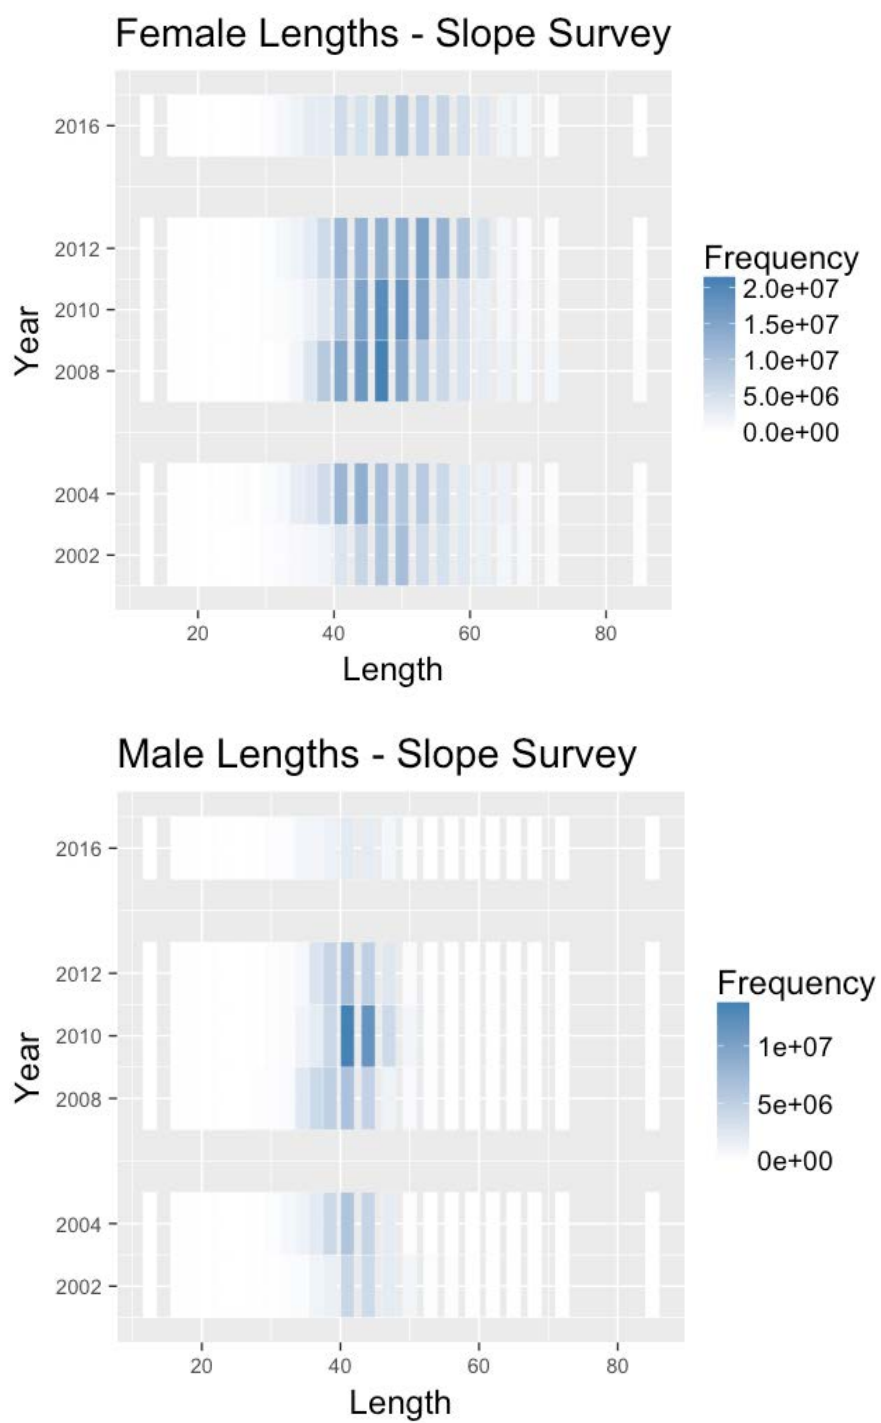 Female Lengths - Slope Survey
2016
2012
2010
2008
2004
2002
Year
20 40 60 80
Length
Frequency
2.0e+07
1.5e+07
1.0e+07
5.0e+06
0.0e+00
Male Lengths - Slope Survey
2016
2012
2010
2008
2004
2002
Year
20 40 60 80
Length
Frequency
1e+07
5e+06
0e+00